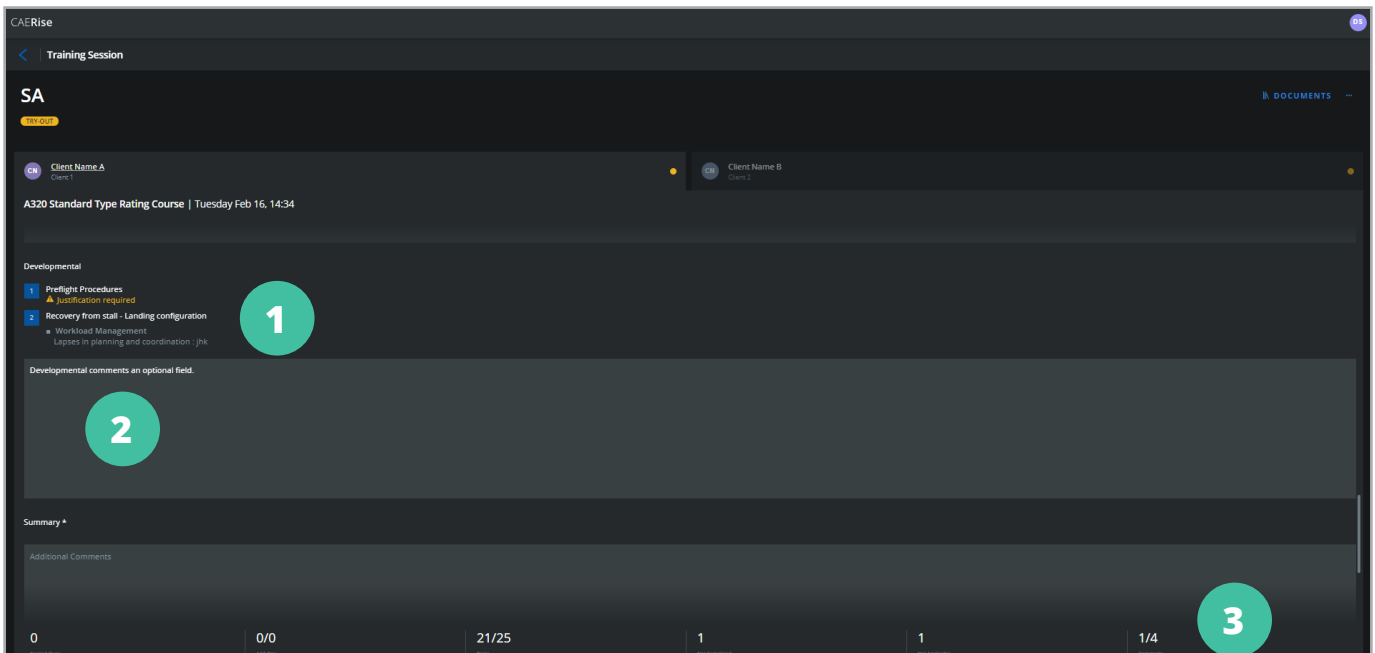 CAERise
DS
Training Session
SA
DOCUMENTS ...
TRY-OUT
CN Client Name A
Client 1
CN Client Name B
Client 2
A320 Standard Type Rating Course | Tuesday Feb 16, 14:34
Developmental
1 Preflight Procedures
Justification required
2 Recovery from stall - Landing configuration
Workload Management
Lapses in planning and coordination : jhk
1
Developmental comments an optional field.
2
Summary *
Additional Comments
3
0 0/0 21/25 1 1 1/4